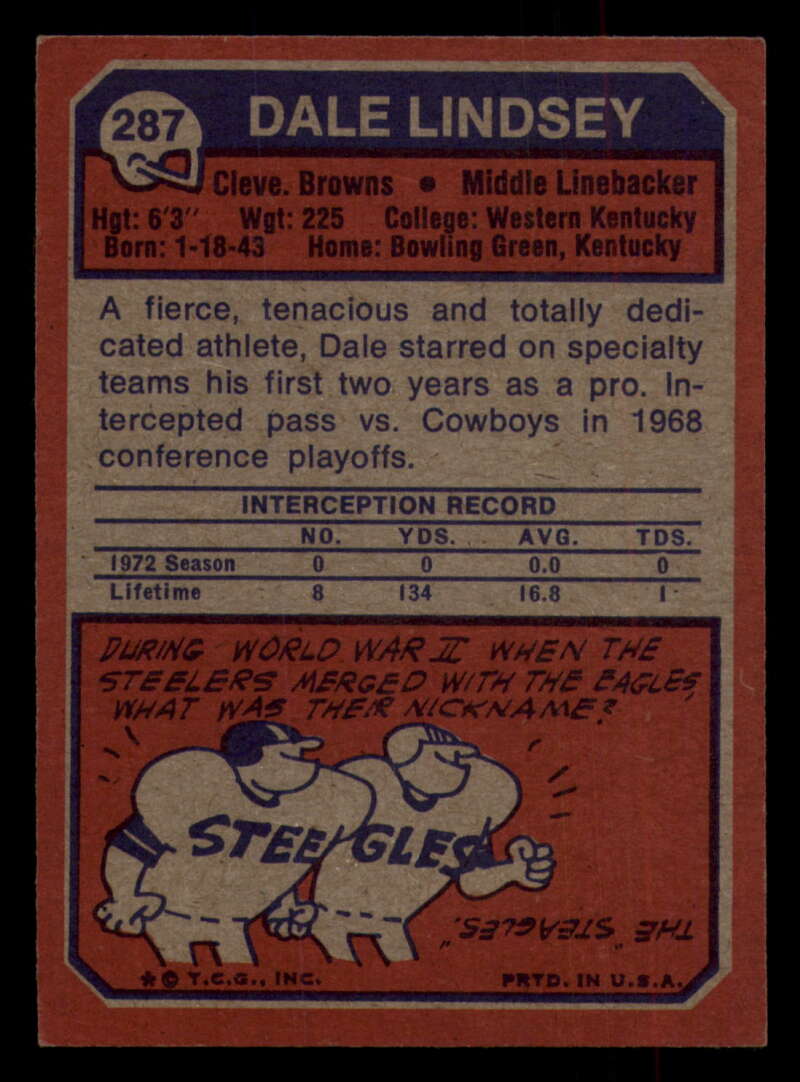 287 DALE LINDSEY
Cleve. Browns • Middle Linebacker
Hgt: 6'3" Wgt: 225 College: Western Kentucky
Born: 1-18-43 Home: Bowling Green, Kentucky
A fierce, tenacious and totally dedi-
cated athlete, Dale starred on specialty
teams his first two years as a pro. In-
tercepted pass vs. Cowboys in 1968
conference playoffs.
INTERCEPTION RECORD
NO. YDS. AVG. TDS.
1972 Season 0 0 0.0 0
Lifetime 8 134 16.8 1
DURING WORLD WAR II WHEN THE
STEELERS MERGED WITH THE EAGLES,
WHAT WAS THEIR NICKNAME?
STEE GLES
THE "STEAGLES."
* © T.C.G., INC. PRTD. IN U.S.A.